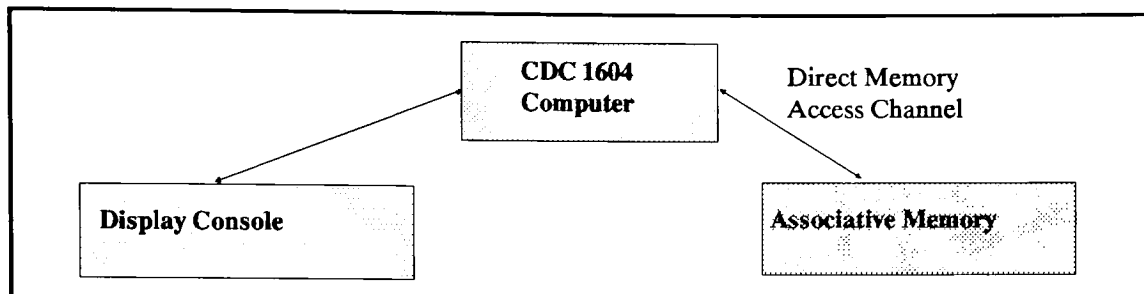 CDC 1604
Computer
Direct Memory
Access Channel
Display Console
Associative Memory